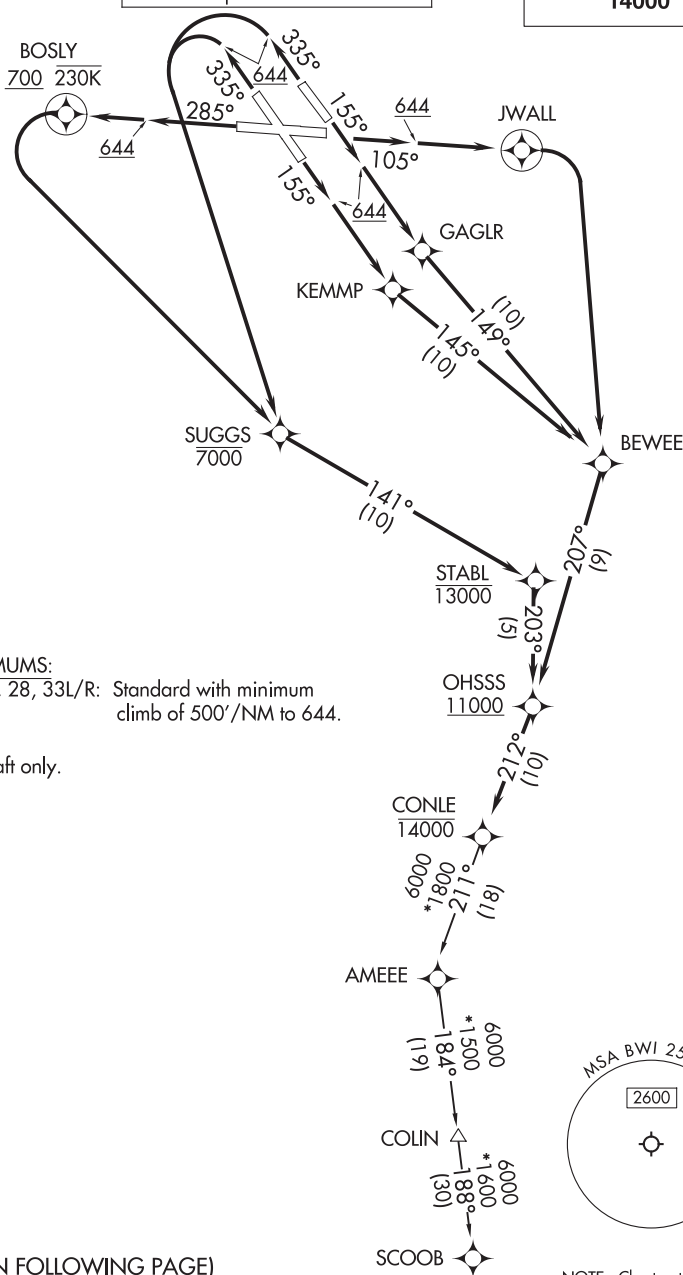 14000
BOSLY
700 230K
335°
335°
644
285°
644
155°
644
JWALL
105°
155°
644
GAGLR
KEMMP
(10)
149°
145°
(10)
SUGGS
7000
BEWEE
141°
(10)
207°
(9)
STABL
13000
203°
(5)
MUMS:
28, 33L/R: Standard with minimum
climb of 500'/NM to 644.
OHSSS
11000
aft only.
212°
(10)
CONLE
14000
6000
*1800
211°
(18)
AMEEE
6000
*1500
184°
(19)
MSA BWI 25
2600
COLIN
6000
*1600
188°
(30)
N FOLLOWING PAGE)
SCOOB